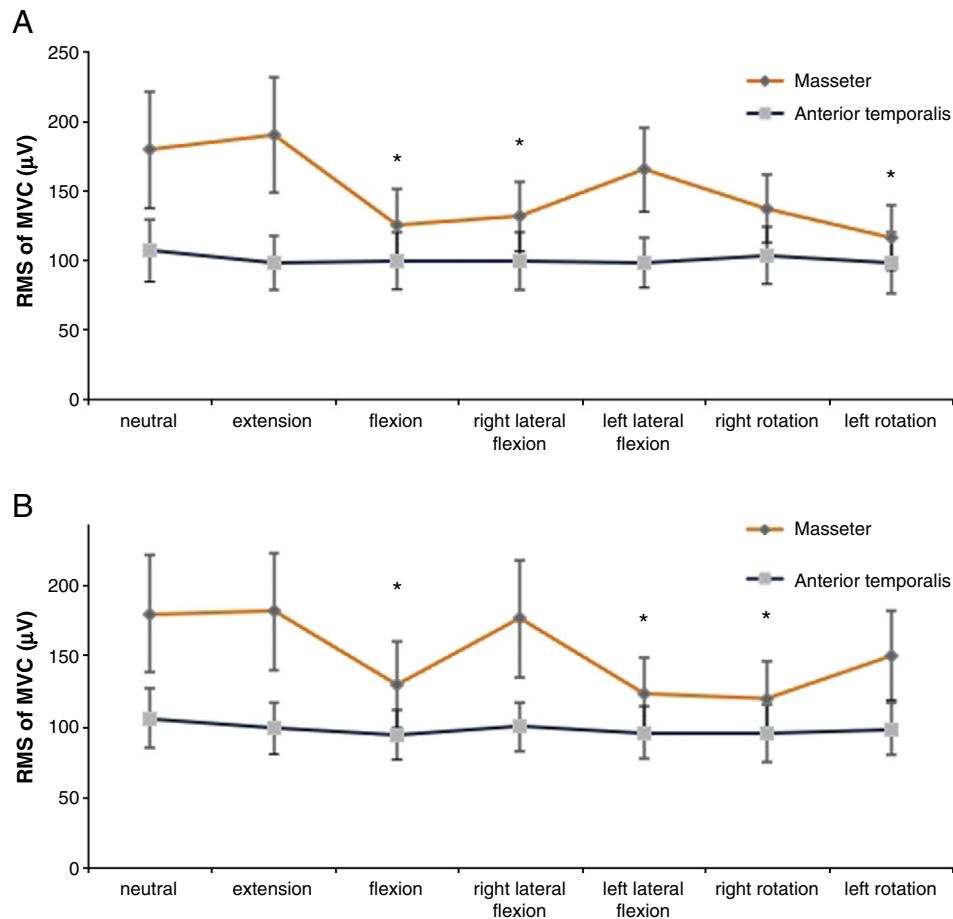 A
250
200
150
100
50
0
RMS of MVC (µV)
Masseter
Anterior temporalis
*
*
*
neutral
extension
flexion
right lateral
flexion
left lateral
flexion
right rotation
left rotation
B
200
150
100
50
0
RMS of MVC (µV)
Masseter
Anterior temporalis
*
*
*
neutral
extension
flexion
right lateral
flexion
left lateral
flexion
right rotation
left rotation